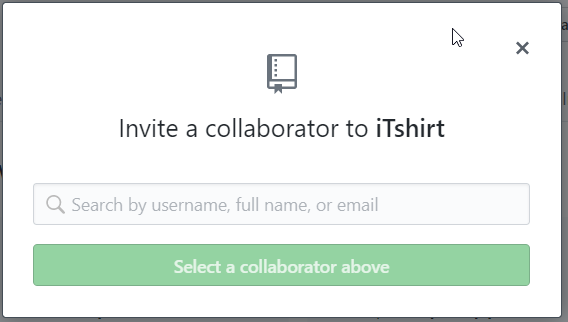 Invite a collaborator to iTshirt
Search by username, full name, or email
Select a collaborator above